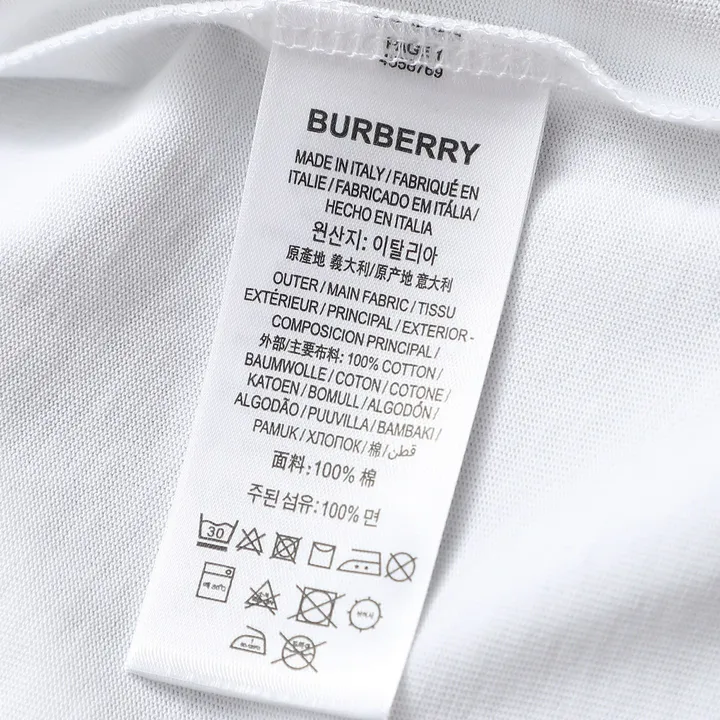 PAGE 1
4556769
BURBERRY
MADE IN ITALY / FABRIQUÉ EN
ITALIE / FABRICADO EM ITÁLIA /
HECHO EN ITALIA
원산지: 이탈리아
原產地 義大利/原产地 意大利
OUTER / MAIN FABRIC / TISSU
EXTÉRIEUR / PRINCIPAL / EXTERIOR -
COMPOSICION PRINCIPAL /
外部/主要布料: 100% COTTON /
BAUMWOLLE / COTON / COTONE /
KATOEN / BOMULL / ALGODÓN /
ALGODÃO / PUUVILLA / BAMBAKI /
PAMUK / ХЛОПОК / 棉 / قطن
面料: 100% 棉
주된 섬유: 100% 면
30